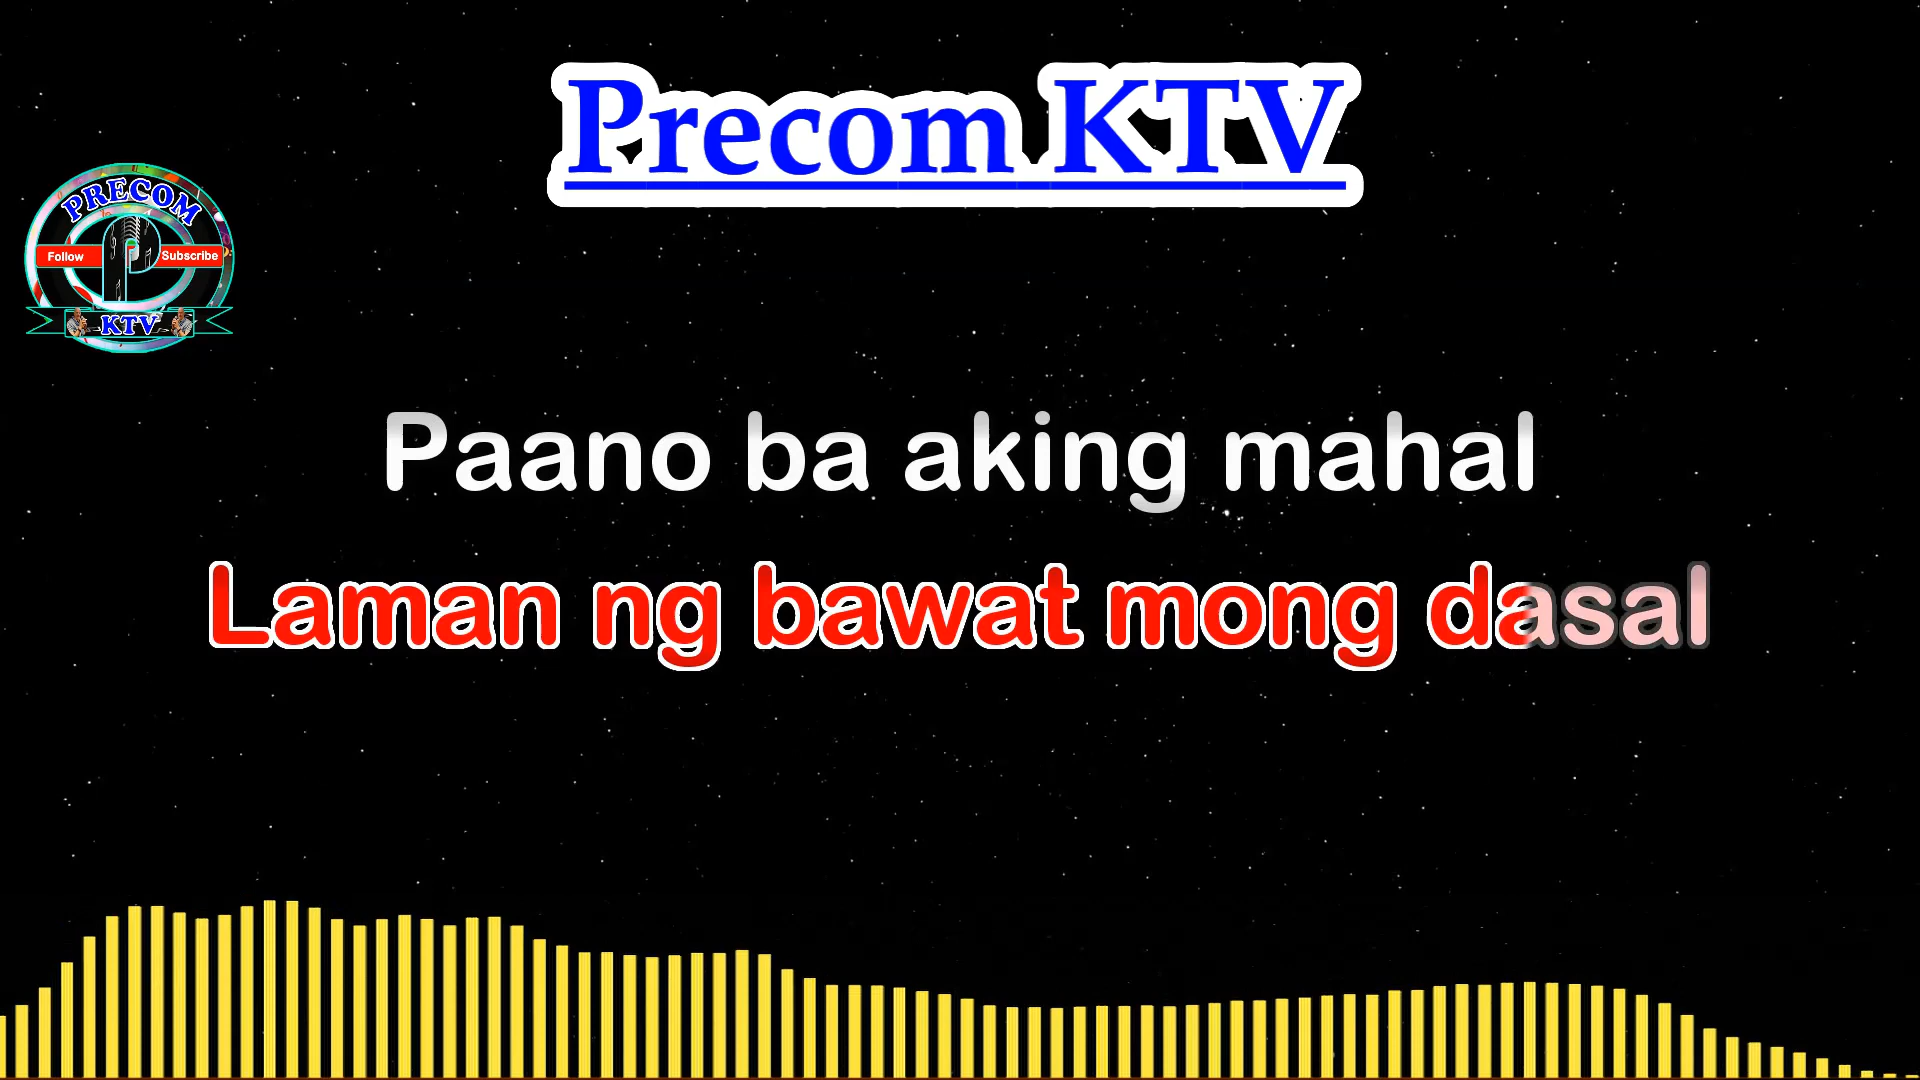 Precom KTV
PRECOM
Follow
Subscribe
KTV
Paano ba aking mahal
Laman ng bawat mong dasal